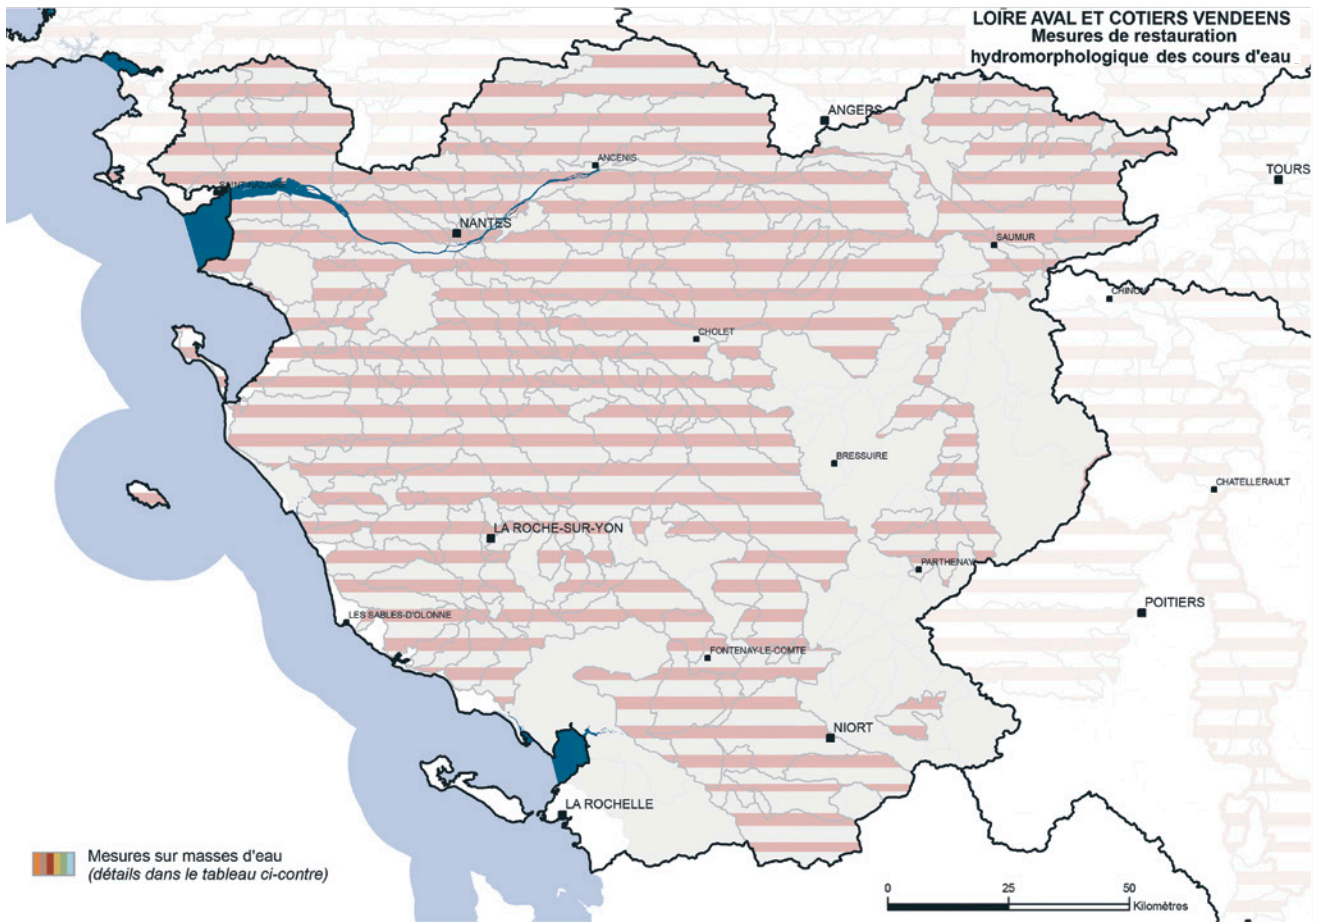 LOIRE AVAL ET COTIERS VENDEENS
Mesures de restauration
hydromorphologique des cours d'eau
ANGERS
ANCENIS
TOURS
SAINT-NAZAIRE
NANTES
SAUMUR
CHINON
CHOLET
BRESSUIRE
CHATELLERAULT
LA ROCHE-SUR-YON
PARTHENAY
POITIERS
LES SABLES-D'OLONNE
FONTENAY-LE-COMTE
NIORT
LA ROCHELLE
Mesures sur masses d'eau
(détails dans le tableau ci-contre)
0 25 50
Kilomètres